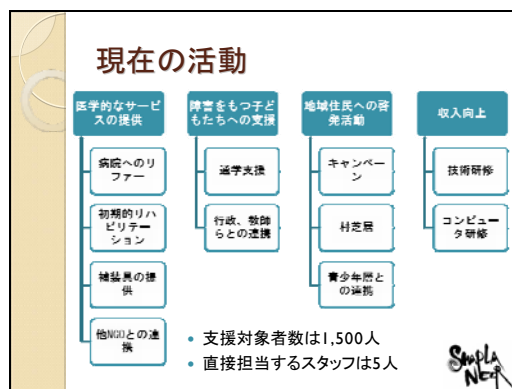 現在の活動
医学的なサービ
スの提供
病院へのリ
ファー
初期的リハ
ビリテー
ション
補装具の提
供
他NGOとの連
携
障害をもつ子ど
もたちへの支援
通学支援
行政、教師
らとの連携
地域住民への啓
発活動
キャンペー
ン
村芝居
青少年層と
の連携
収入向上
技術研修
コンピュー
タ研修
• 支援対象者数は1,500人
• 直接担当するスタッフは5人
SHAPLA
NEER